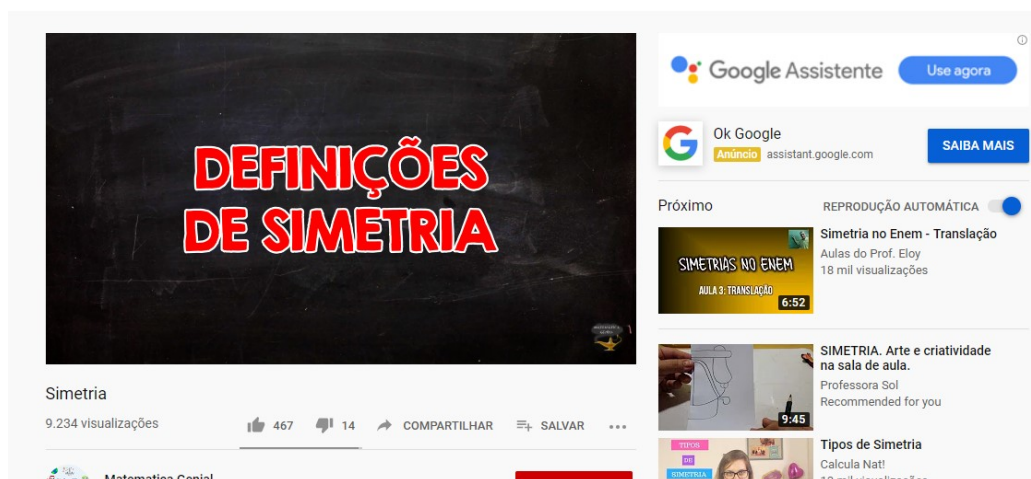 DEFINIÇÕES
DE SIMETRIA
Simetria
9.234 visualizações
467
14
COMPARTILHAR
SALVAR
Matematica Genial
Google Assistente
Use agora
Ok Google
Anúncio assistant.google.com
SAIBA MAIS
Próximo
REPRODUÇÃO AUTOMÁTICA
SIMETRIAS NO ENEM
AULA 3: TRANSLAÇÃO
6:52
Simetria no Enem - Translação
Aulas do Prof. Eloy
18 mil visualizações
9:45
SIMETRIA. Arte e criatividade
na sala de aula.
Professora Sol
Recommended for you
TIPOS
DE
SIMETRIA
Tipos de Simetria
Calcula Nat!